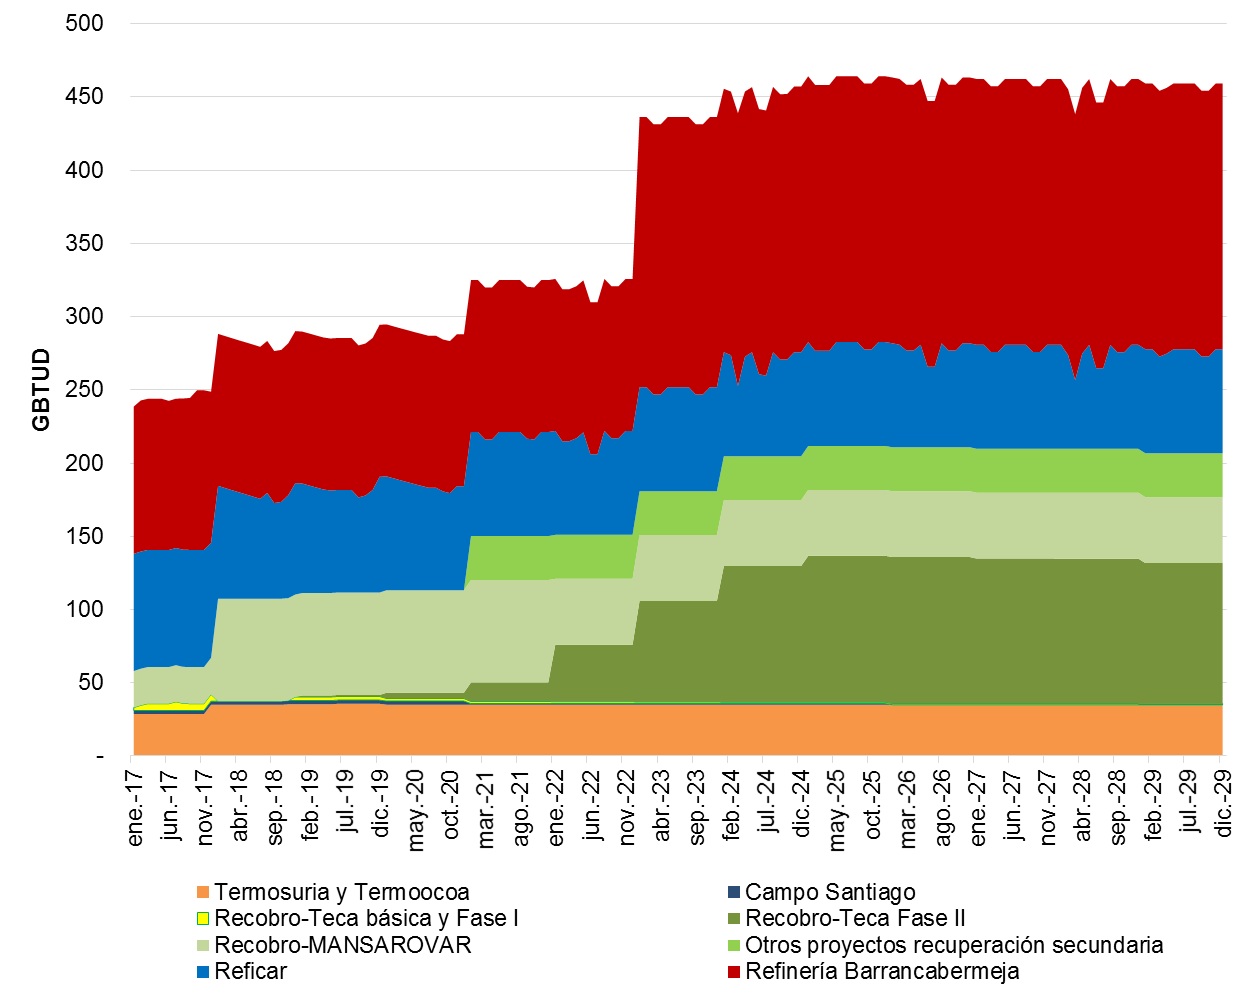 500
450
400
350
300
250
200
150
100
50
-
GBTUD
ene.-17 jun.-17 nov.-17 abr.-18 sep.-18 feb.-19 jul.-19 dic.-19 may.-20 oct.-20 mar.-21 ago.-21 ene.-22 jun.-22 nov.-22 abr.-23 sep.-23 feb.-24 jul.-24 dic.-24 may.-25 oct.-25 mar.-26 ago.-26 ene.-27 jun.-27 nov.-27 abr.-28 sep.-28 feb.-29 jul.-29 dic.-29
Termosuria y Termoocoa Campo Santiago
Recobro-Teca básica y Fase I Recobro-Teca Fase II
Recobro-MANSAROVAR Otros proyectos recuperación secundaria
Reficar Refinería Barrancabermeja